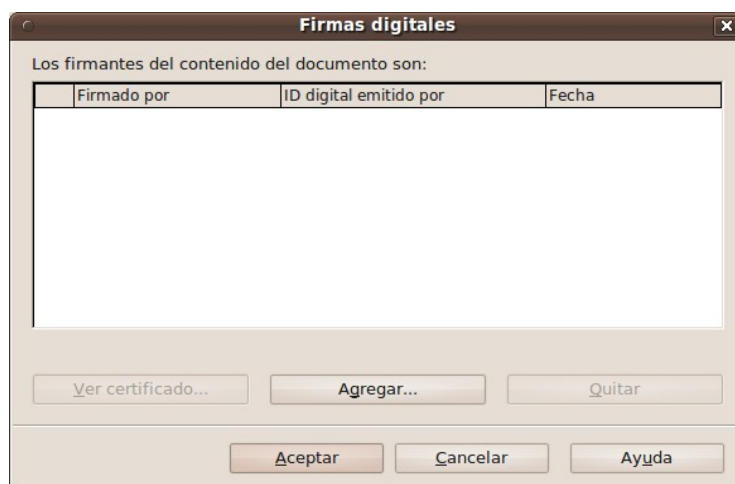 Firmas digitales
Los firmantes del contenido del documento son:
Firmado por ID digital emitido por Fecha
Ver certificado... Agregar... Quitar
Aceptar Cancelar Ayuda